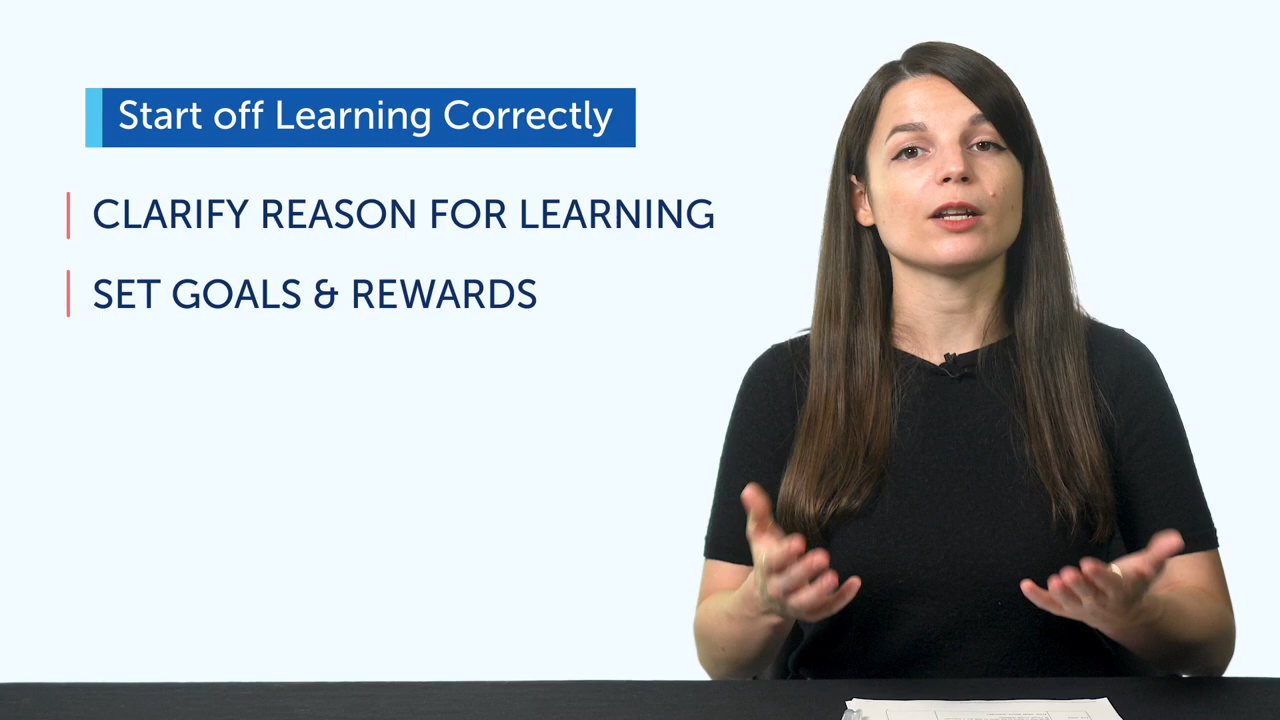 Start off Learning Correctly
CLARIFY REASON FOR LEARNING
SET GOALS & REWARDS